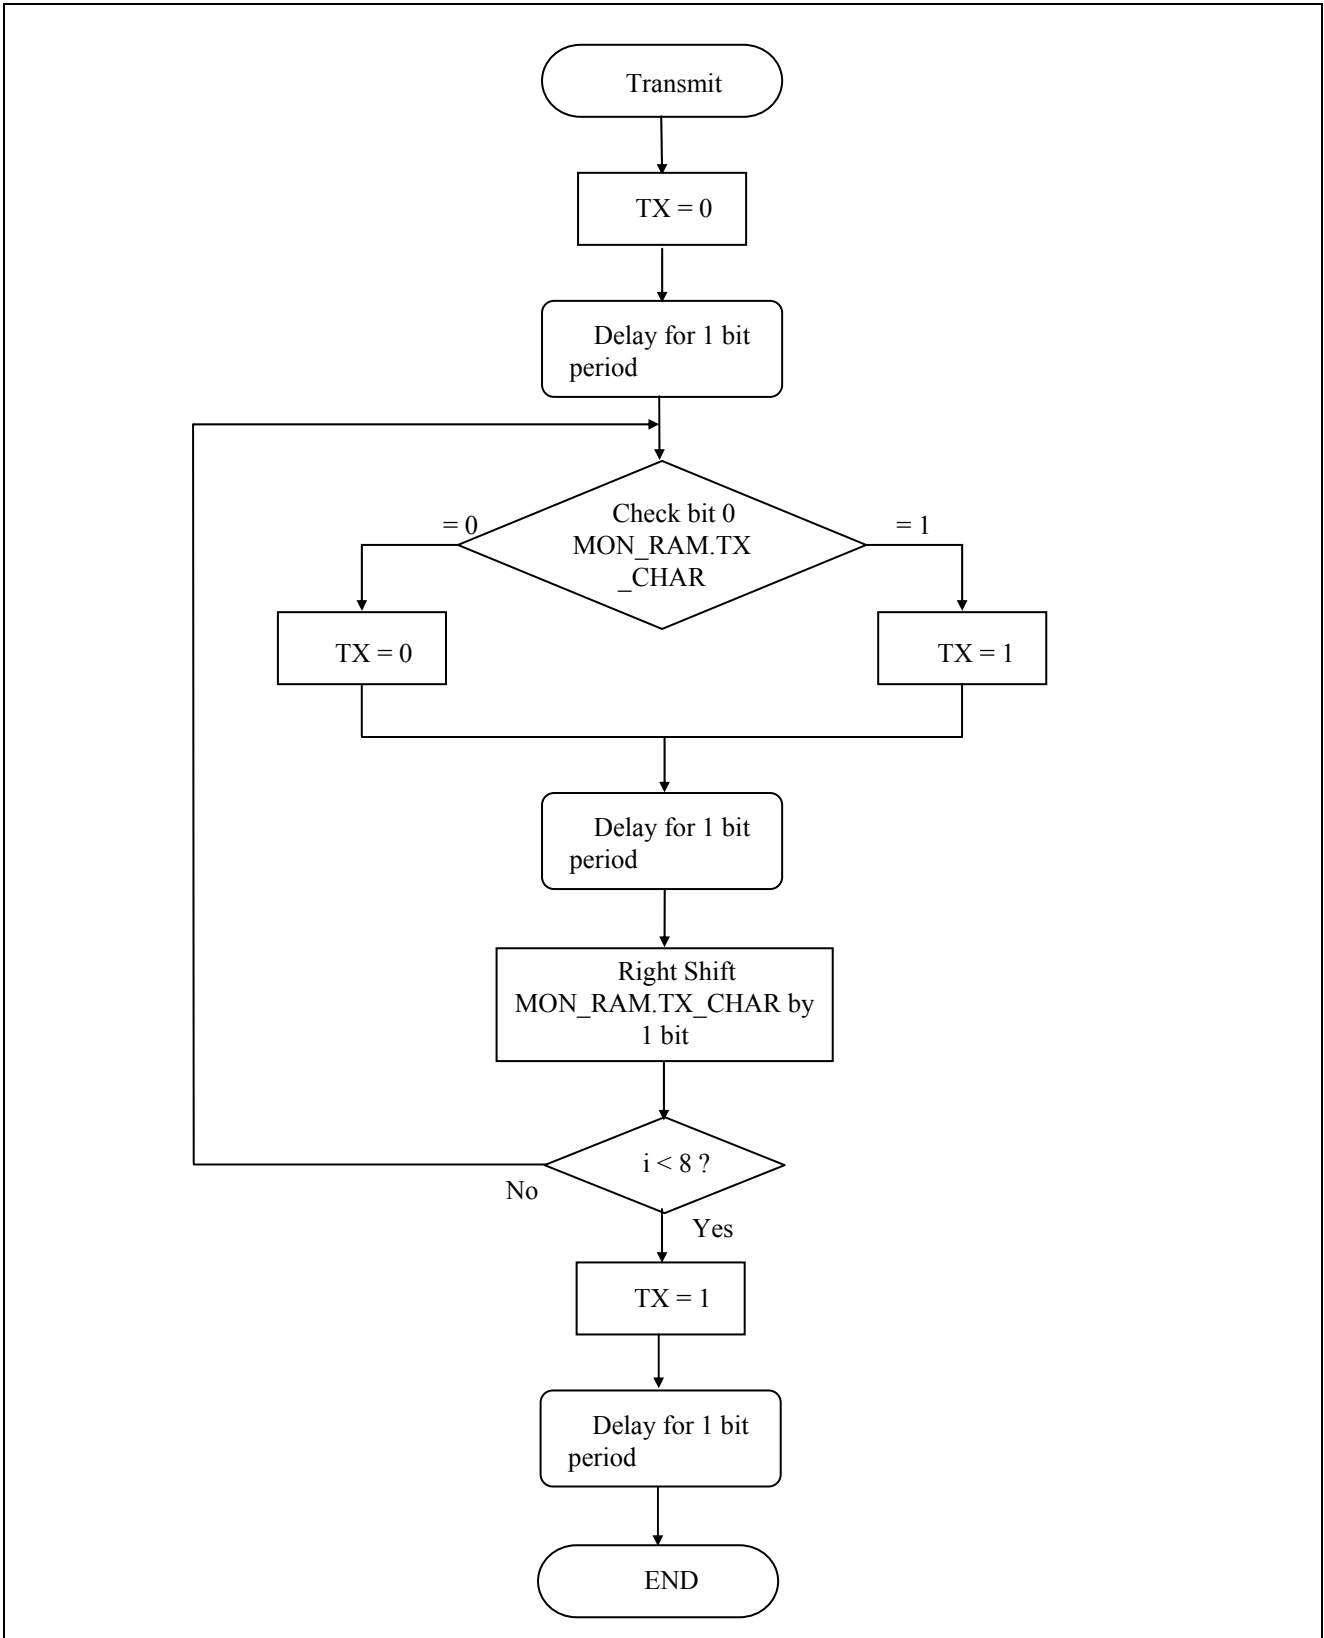 Transmit
TX = 0
Delay for 1 bit
period
= 0
= 1
Check bit 0
MON_RAM.TX
_CHAR
TX = 0
TX = 1
Delay for 1 bit
period
Right Shift
MON_RAM.TX_CHAR by
1 bit
i < 8 ?
No
Yes
TX = 1
Delay for 1 bit
period
END